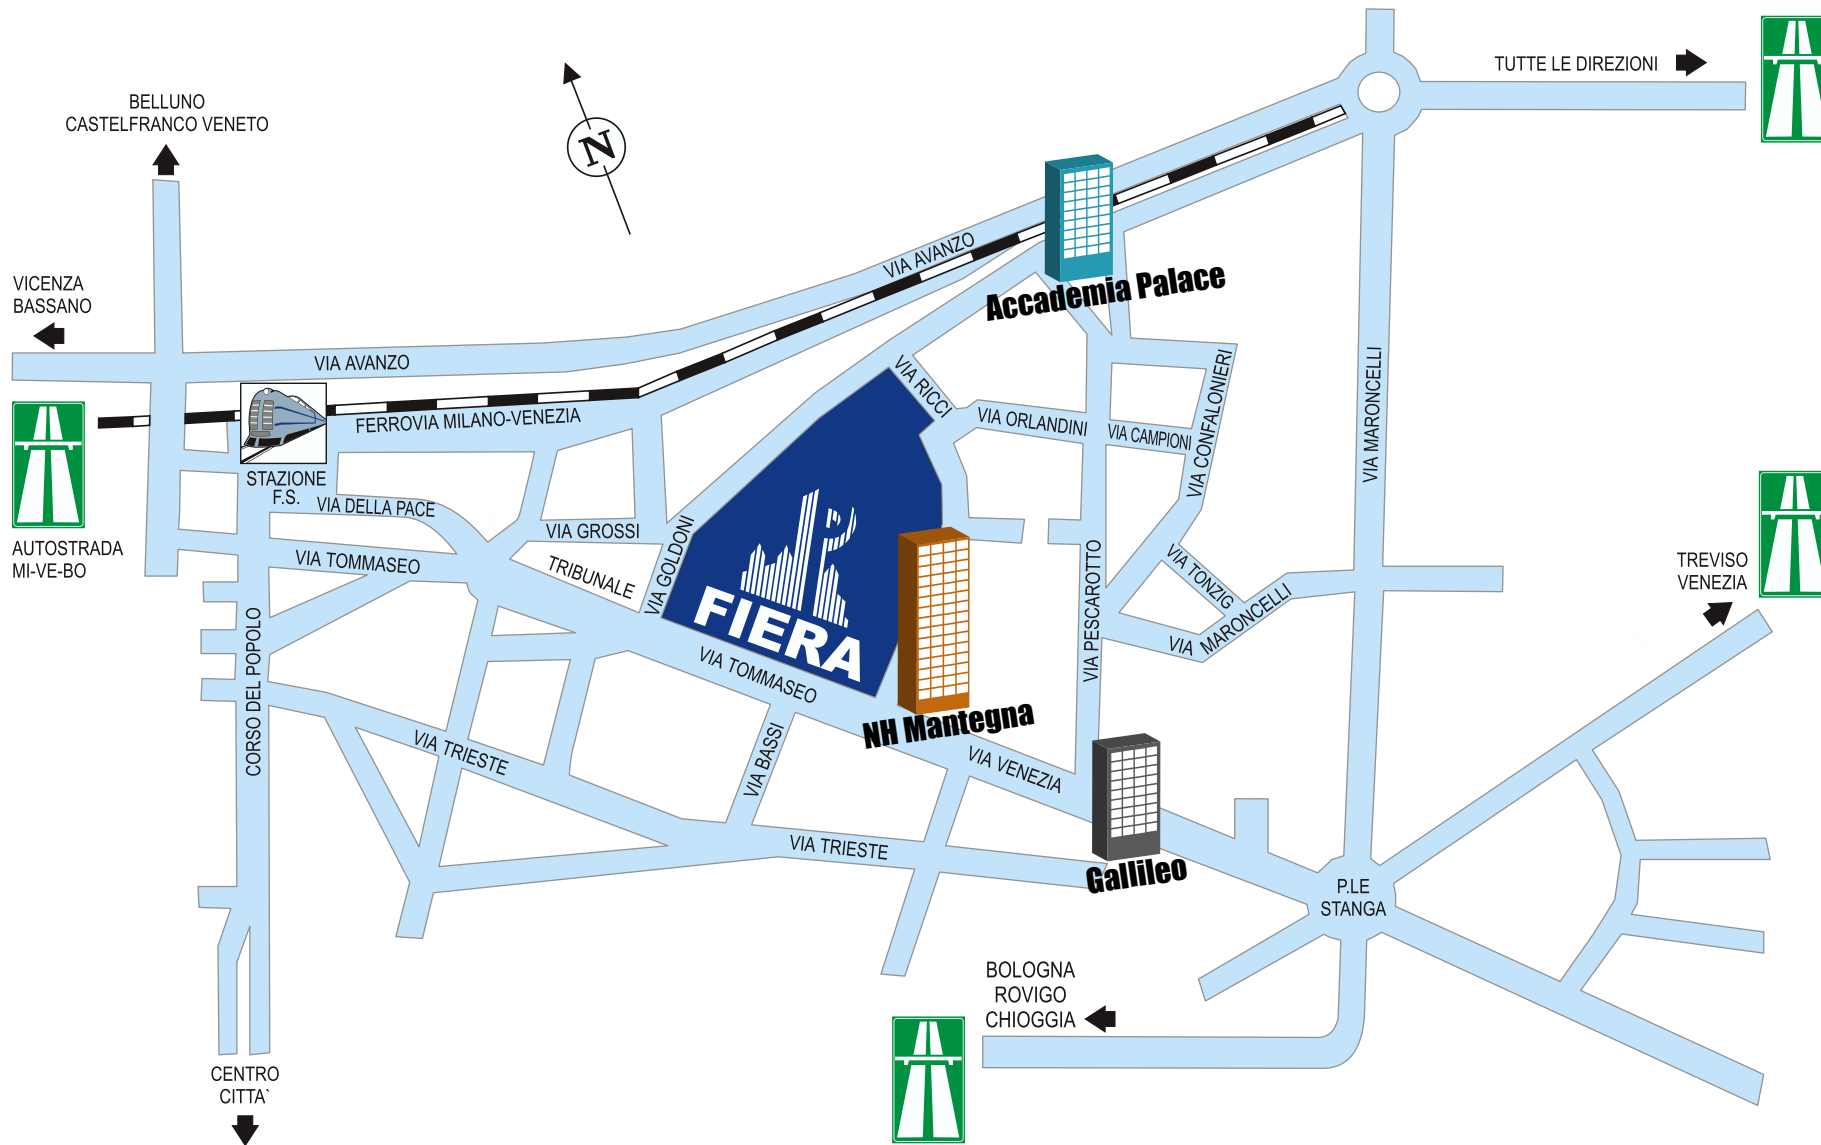 TUTTE LE DIREZIONI
BELLUNO
CASTELFRANCO VENETO
N
VICENZA
BASSANO
VIA AVANZO
VIA AVANZO
Accademia Palace
FERROVIA MILANO-VENEZIA
STAZIONE
F.S.
VIA DELLA PACE
AUTOSTRADA
MI-VE-BO
VIA TOMMASEO
VIA GROSSI
TRIBUNALE
VIA GOLDONI
VIA RICCI
VIA ORLANDINI
VIA CAMPIONI
VIA CONFALONIERI
VIA MARONCELLI
FIERA
VIA TOMMASEO
VIA PESCAROTTO
VIA TONZIG
VIA MARONCELLI
TREVISO
VENEZIA
CORSO DEL POPOLO
NH Mantegna
VIA TRIESTE
VIA BASSI
VIA VENEZIA
VIA TRIESTE
Gallileo
P.LE
STANGA
BOLOGNA
ROVIGO
CHIOGGIA
CENTRO
CITTA`